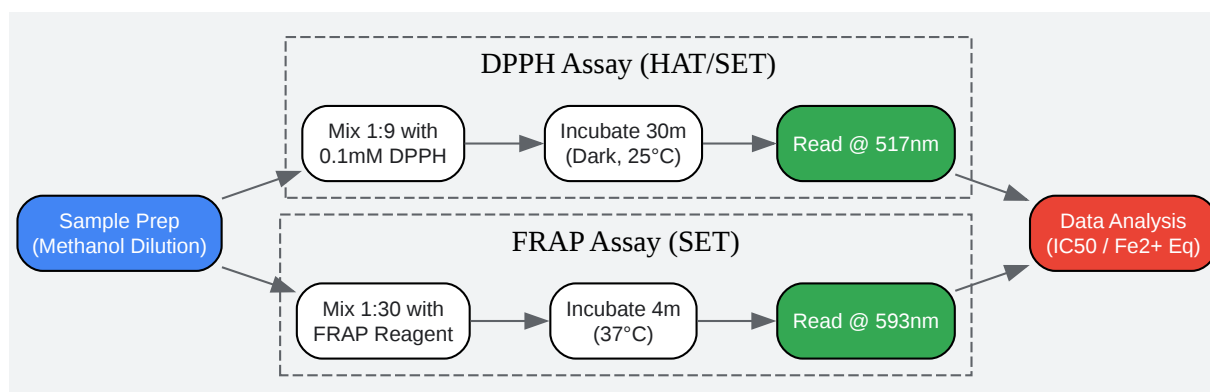 DPPH Assay (HAT/SET)
Mix 1:9 with
0.1mM DPPH
Incubate 30m
(Dark, 25°C)
Read @ 517nm
Sample Prep
(Methanol Dilution)
Data Analysis
(IC50 / Fe2+ Eq)
FRAP Assay (SET)
Mix 1:30 with
FRAP Reagent
Incubate 4m
(37°C)
Read @ 593nm